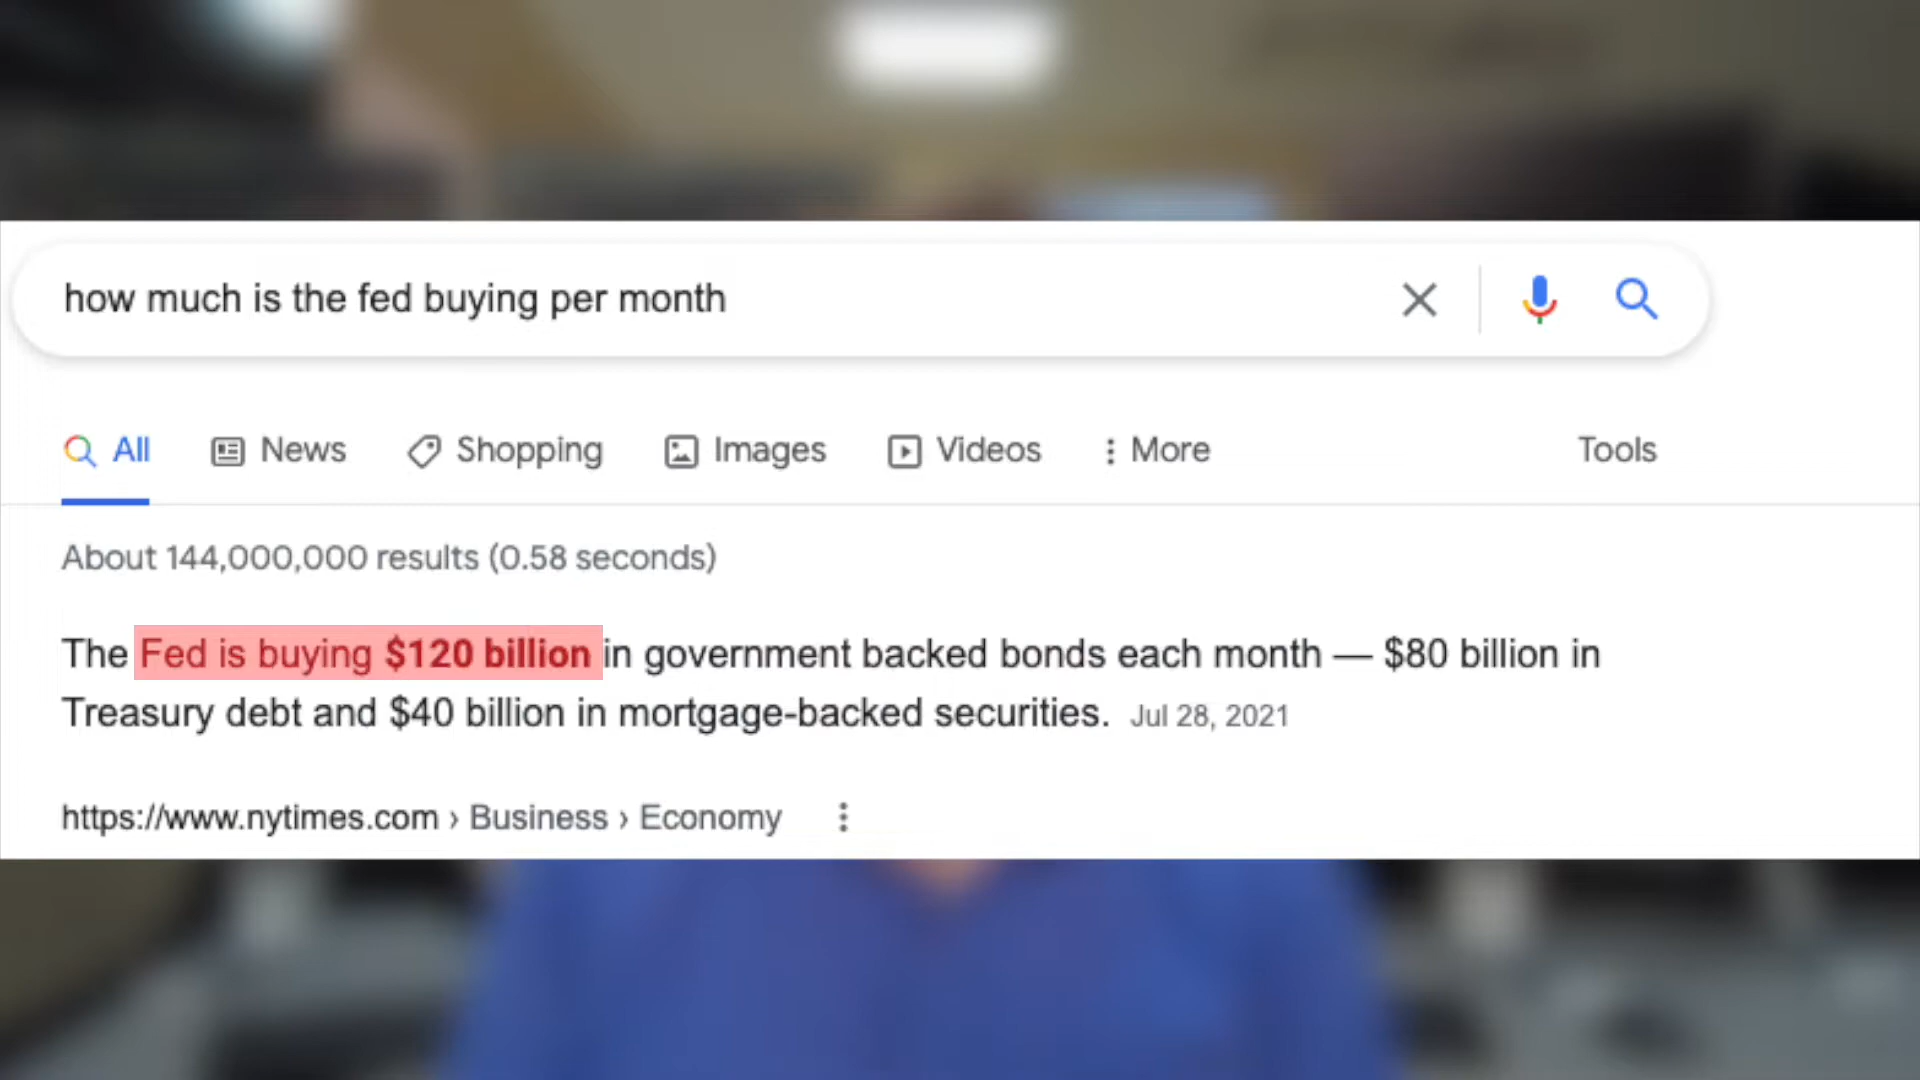 how much is the fed buying per month
All News Shopping Images Videos More Tools
About 144,000,000 results (0.58 seconds)
The Fed is buying $120 billion in government backed bonds each month — $80 billion in
Treasury debt and $40 billion in mortgage-backed securities. Jul 28, 2021
https://www.nytimes.com › Business › Economy